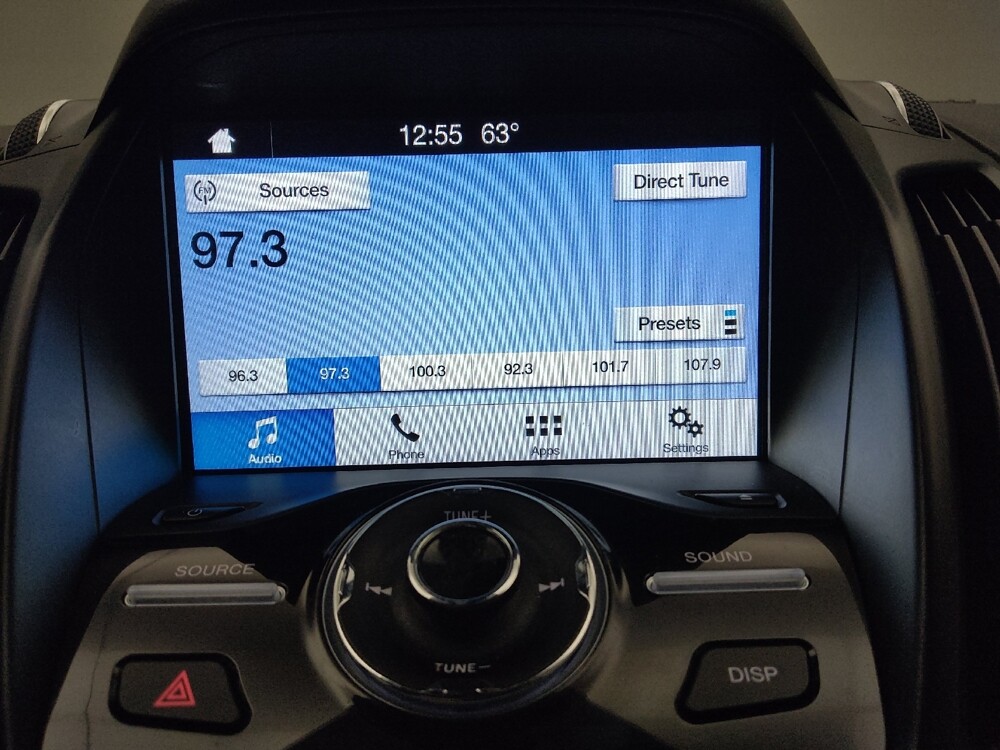 12:55 63°
FM Sources
Direct Tune
97.3
Presets
96.3 97.3 100.3 92.3 101.7 107.9
Audio Phone Apps Settings
TUNE+
SOURCE
SOUND
TUNE−
DISP